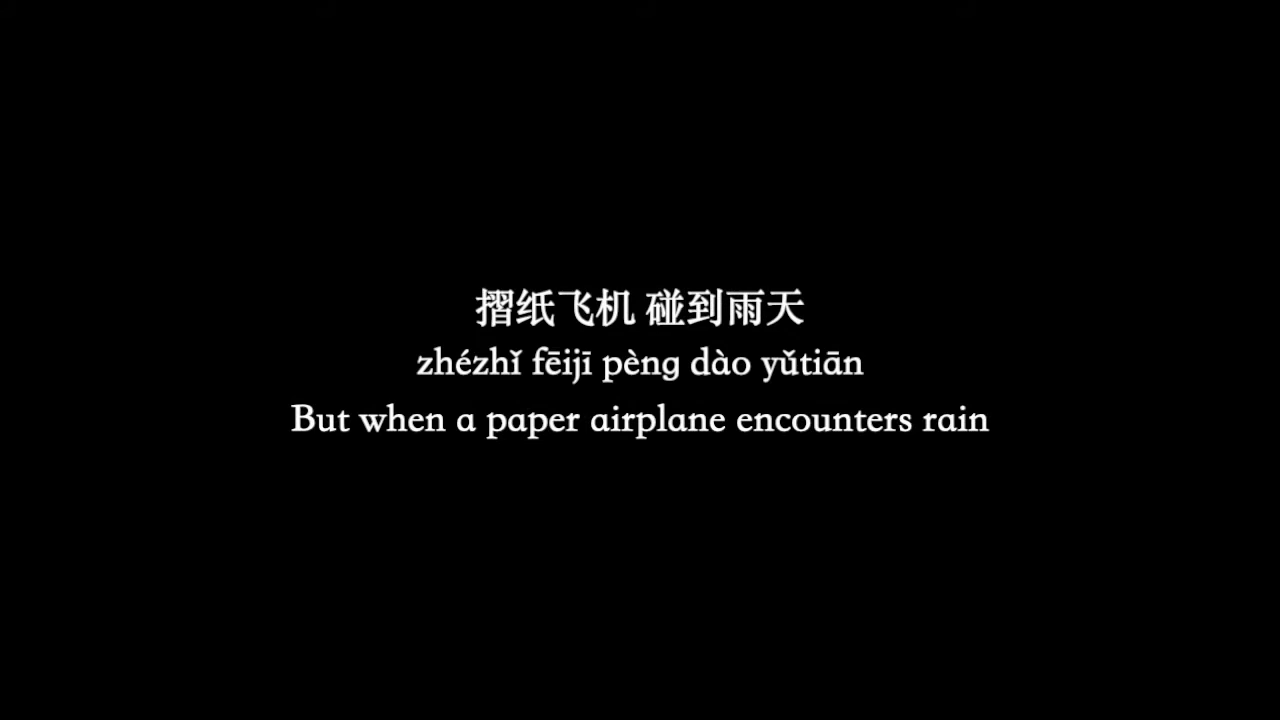 摺纸飞机 碰到雨天
zhézhǐ fēijī pèng dào yǔtiān
But when a paper airplane encounters rain